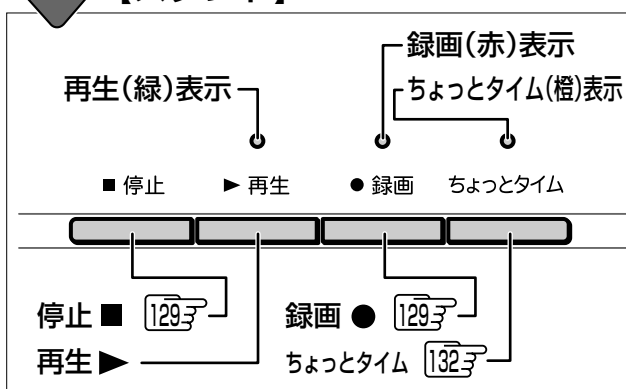 録画(赤)表示
再生(緑)表示
ちょっとタイム(橙)表示
■ 停止 ▶ 再生 ● 録画 ちょっとタイム
停止 ■ 129 録画 ● 129
再生 ▶ ちょっとタイム 132